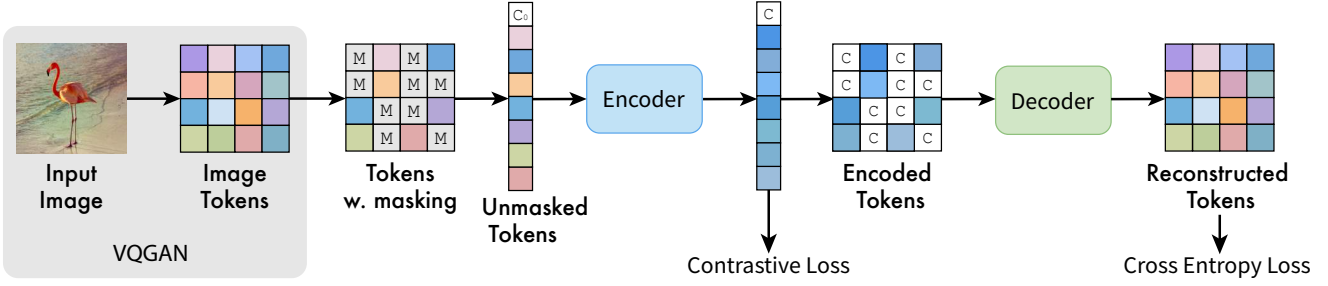 C₀
C
M
M
M
M
M
M
M
M
M
M
C
C
C
C
C
C
C
C
C
Encoder
Decoder
Input
Image
Image
Tokens
Tokens
w. masking
Unmasked
Tokens
Encoded
Tokens
Reconstructed
Tokens
VQGAN
Contrastive Loss
Cross Entropy Loss